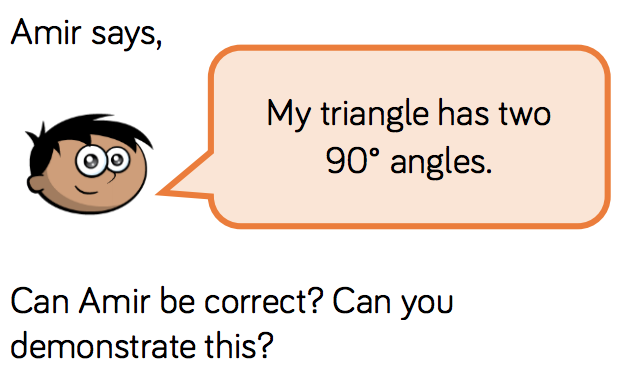 Amir says,
My triangle has two
90° angles.
Can Amir be correct? Can you
demonstrate this?